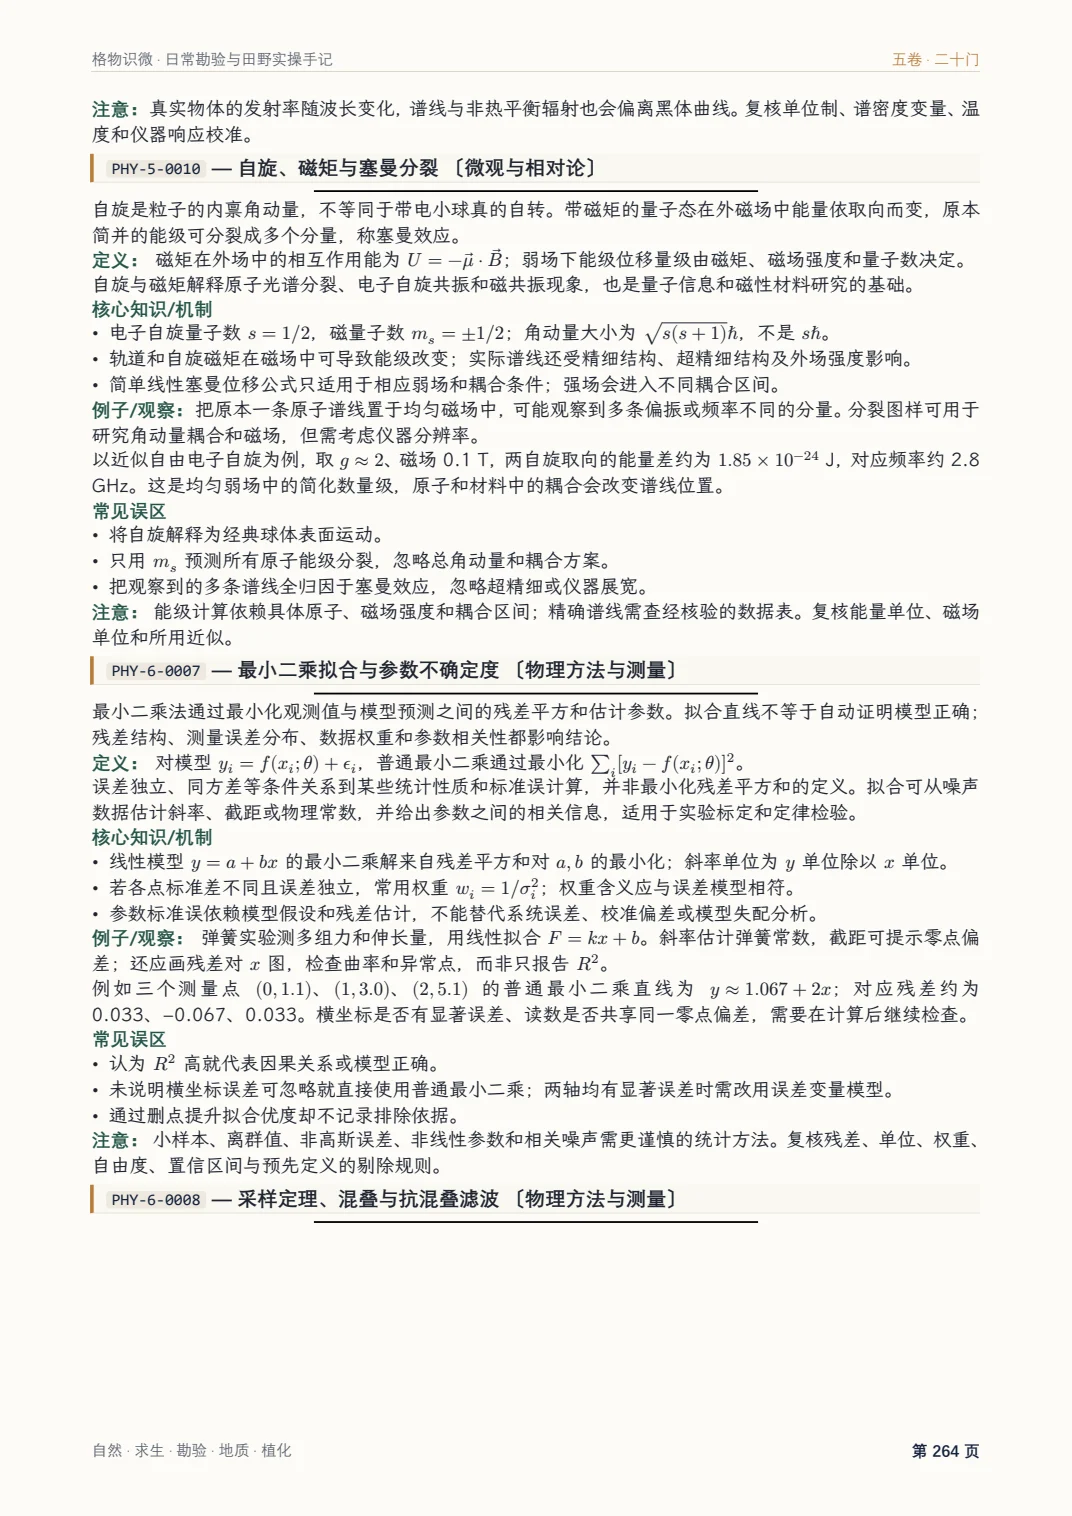 格物识微 · 日常勘验与田野实操手记
五卷 · 二十门
注意：真实物体的发射率随波长变化，谱线与非热平衡辐射也会偏离黑体曲线。复核单位制、谱密度变量、温
度和仪器响应校准。
PHY-5-0010 — 自旋、磁矩与塞曼分裂 〔微观与相对论〕
自旋是粒子的内禀角动量，不等同于带电小球真的自转。带磁矩的量子态在外磁场中能量依取向而变，原本
简并的能级可分裂成多个分量，称塞曼效应。
定义： 磁矩在外场中的相互作用能为 $U = -\vec{\mu} \cdot \vec{B}$；弱场下能级位移量级由磁矩、磁场强度和量子数决定。
自旋与磁矩解释原子光谱分裂、电子自旋共振和磁共振现象，也是量子信息和磁性材料研究的基础。
核心知识/机制
• 电子自旋量子数 $s = 1/2$，磁量子数 $m_s = \pm 1/2$；角动量大小为 $\sqrt{s(s+1)}\hbar$，不是 $s\hbar$。
• 轨道和自旋磁矩在磁场中可导致能级改变；实际谱线还受精细结构、超精细结构及外场强度影响。
• 简单线性塞曼位移公式只适用于相应弱场和耦合条件；强场会进入不同耦合区间。
例子/观察：把原本一条原子谱线置于均匀磁场中，可能观察到多条偏振或频率不同的分量。分裂图样可用于
研究角动量耦合和磁场，但需考虑仪器分辨率。
以近似自由电子自旋为例，取 $g \approx 2$、磁场 0.1 T，两自旋取向的能量差约为 $1.85 \times 10^{-24}$ J，对应频率约 2.8
GHz。这是均匀弱场中的简化数量级，原子和材料中的耦合会改变谱线位置。
常见误区
• 将自旋解释为经典球体表面运动。
• 只用 $m_s$ 预测所有原子能级分裂，忽略总角动量和耦合方案。
• 把观察到的多条谱线全归因于塞曼效应，忽略超精细或仪器展宽。
注意： 能级计算依赖具体原子、磁场强度和耦合区间；精确谱线需查经核验的数据表。复核能量单位、磁场
单位和所用近似。
PHY-6-0007 — 最小二乘拟合与参数不确定度 〔物理方法与测量〕
最小二乘法通过最小化观测值与模型预测之间的残差平方和估计参数。拟合直线不等于自动证明模型正确；
残差结构、测量误差分布、数据权重和参数相关性都影响结论。
定义： 对模型 $y_i = f(x_i; \theta) + \epsilon_i$，普通最小二乘通过最小化 $\sum_i [y_i - f(x_i; \theta)]^2$。
误差独立、同方差等条件关系到某些统计性质和标准误计算，并非最小化残差平方和的定义。拟合可从噪声
数据估计斜率、截距或物理常数，并给出参数之间的相关信息，适用于实验标定和定律检验。
核心知识/机制
• 线性模型 $y = a + bx$ 的最小二乘解来自残差平方和对 $a, b$ 的最小化；斜率单位为 $y$ 单位除以 $x$ 单位。
• 若各点标准差不同且误差独立，常用权重 $w_i = 1/\sigma_i^2$；权重含义应与误差模型相符。
• 参数标准误依赖模型假设和残差估计，不能替代系统误差、校准偏差或模型失配分析。
例子/观察： 弹簧实验测多组力和伸长量，用线性拟合 $F = kx + b$。斜率估计弹簧常数，截距可提示零点偏
差；还应画残差对 $x$ 图，检查曲率和异常点，而非只报告 $R^2$。
例如三个测量点 $(0, 1.1)$、$(1, 3.0)$、$(2, 5.1)$ 的普通最小二乘直线为 $y \approx 1.067 + 2x$；对应残差约为
0.033、–0.067、0.033。横坐标是否有显著误差、读数是否共享同一零点偏差，需要在计算后继续检查。
常见误区
• 认为 $R^2$ 高就代表因果关系或模型正确。
• 未说明横坐标误差可忽略就直接使用普通最小二乘；两轴均有显著误差时需改用误差变量模型。
• 通过删点提升拟合优度却不记录排除依据。
注意： 小样本、离群值、非高斯误差、非线性参数和相关噪声需更谨慎的统计方法。复核残差、单位、权重、
自由度、置信区间与预先定义的剔除规则。
PHY-6-0008 — 采样定理、混叠与抗混叠滤波 〔物理方法与测量〕
自然 · 求生 · 勘验 · 地质 · 植化
第 264 页